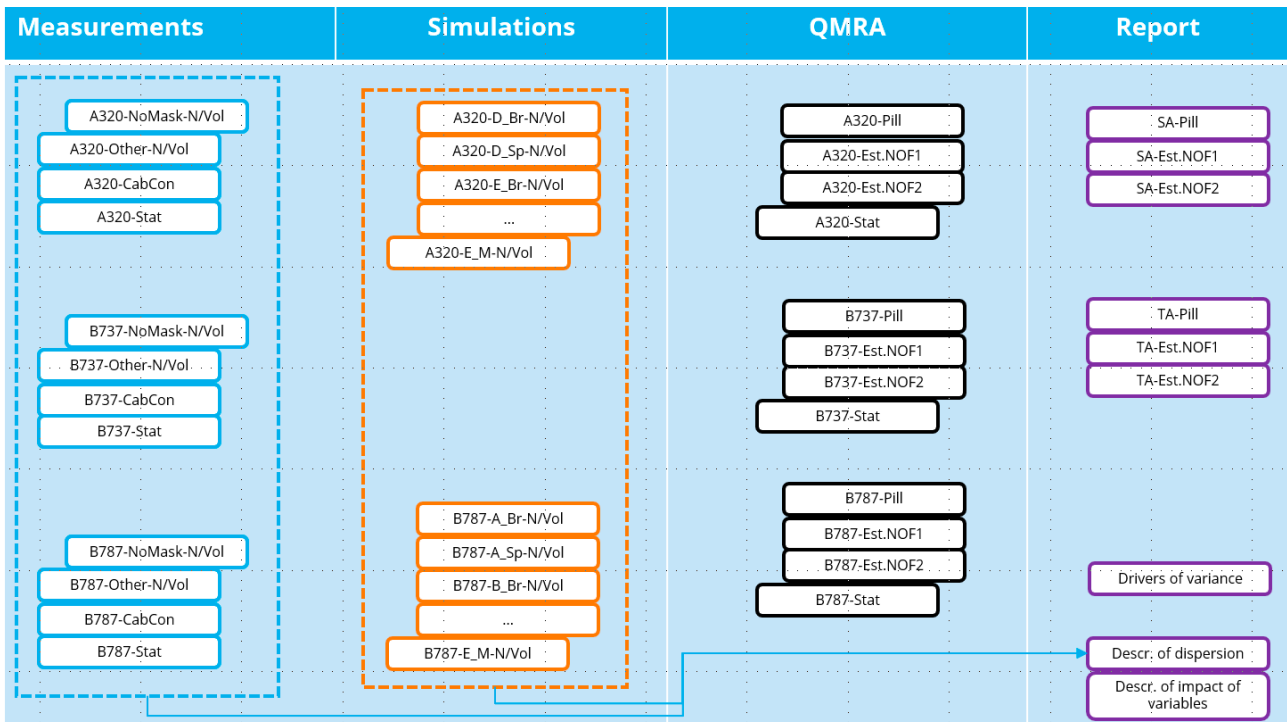 Measurements
Simulations
QMRA
Report
A320-NoMask-N/Vol
A320-Other-N/Vol
A320-CabCon
A320-Stat
B737-NoMask-N/Vol
B737-Other-N/Vol
B737-CabCon
B737-Stat
B787-NoMask-N/Vol
B787-Other-N/Vol
B787-CabCon
B787-Stat
A320-D_Br-N/Vol
A320-D_Sp-N/Vol
A320-E_Br-N/Vol
...
A320-E_M-N/Vol
B787-A_Br-N/Vol
B787-A_Sp-N/Vol
B787-B_Br-N/Vol
...
B787-E_M-N/Vol
A320-Pill
A320-Est.NOF1
A320-Est.NOF2
A320-Stat
B737-Pill
B737-Est.NOF1
B737-Est.NOF2
B737-Stat
B787-Pill
B787-Est.NOF1
B787-Est.NOF2
B787-Stat
SA-Pill
SA-Est.NOF1
SA-Est.NOF2
TA-Pill
TA-Est.NOF1
TA-Est.NOF2
Drivers of variance
Descr. of dispersion
Descr. of impact of
variables